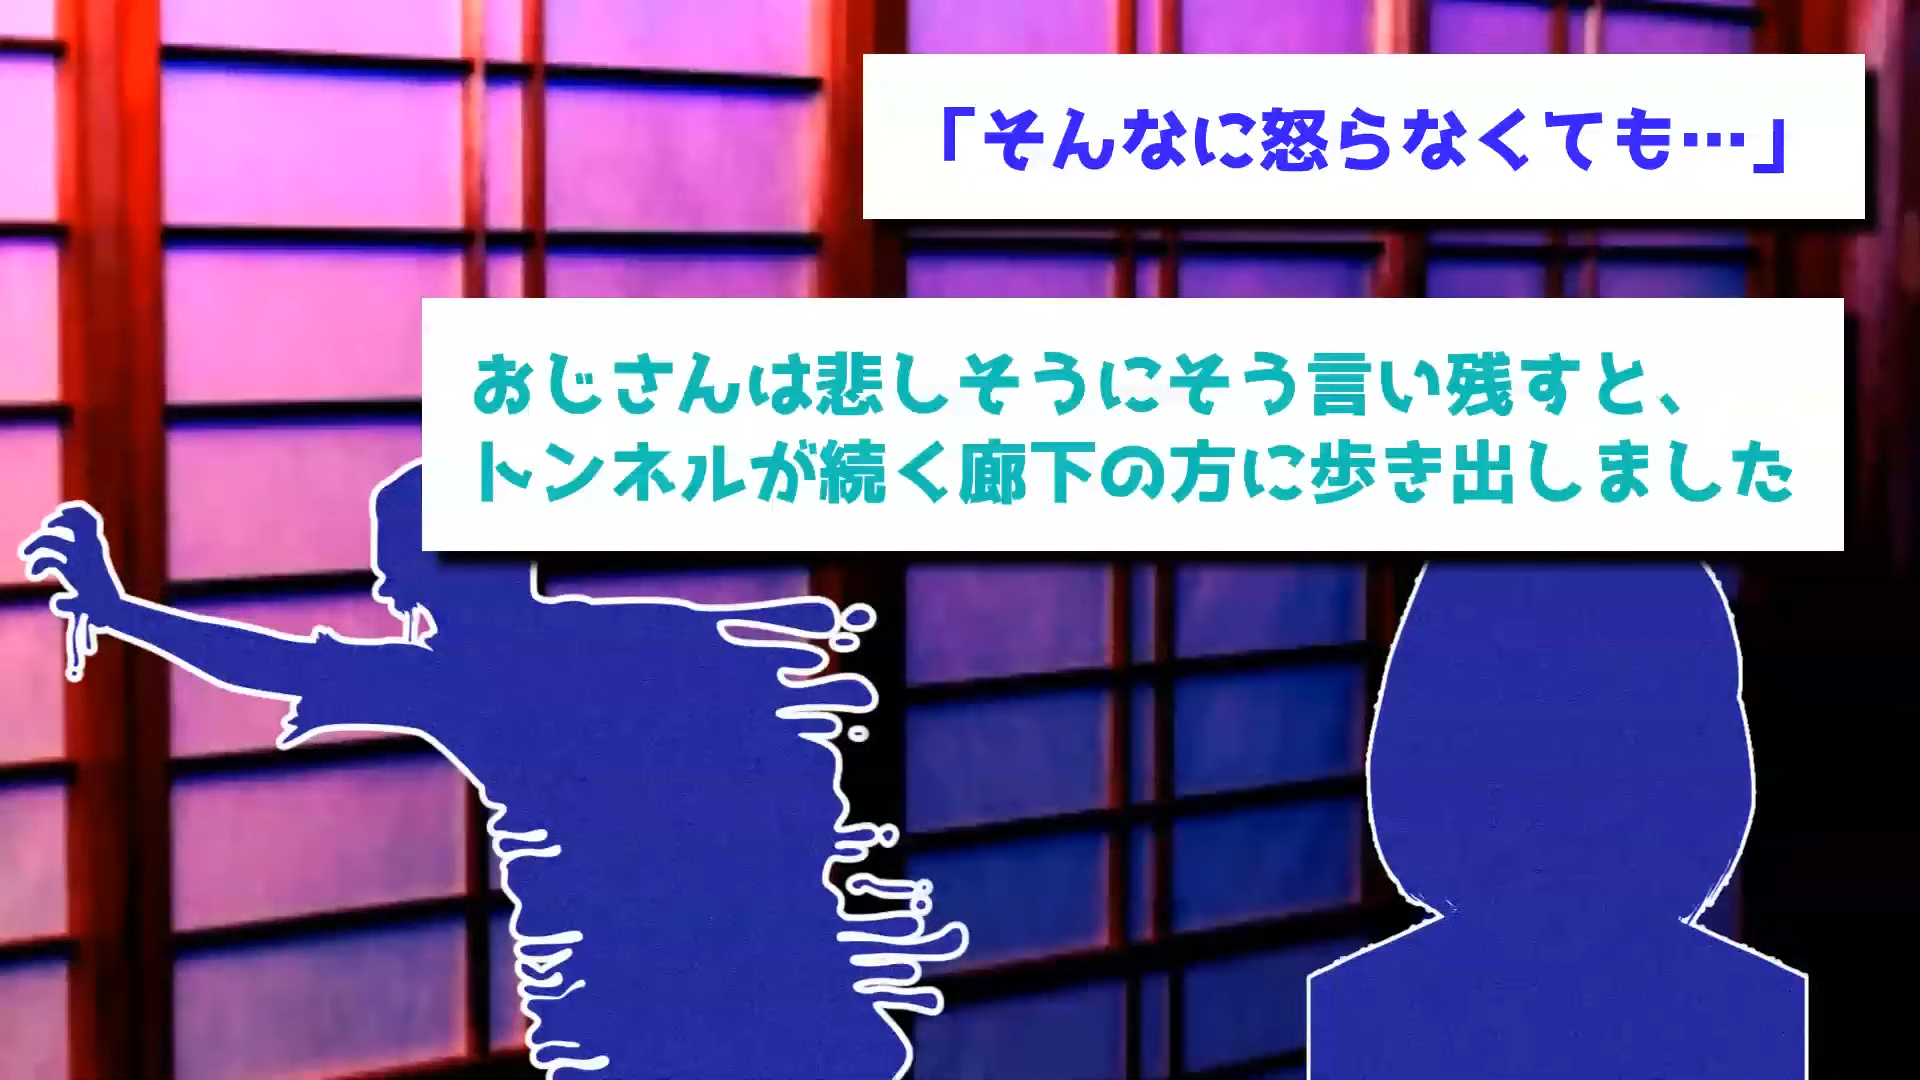 「そんなに怒らなくても…」
おじさんは悲しそうにそう言い残すと、
トンネルが続く廊下の方に歩き出しました